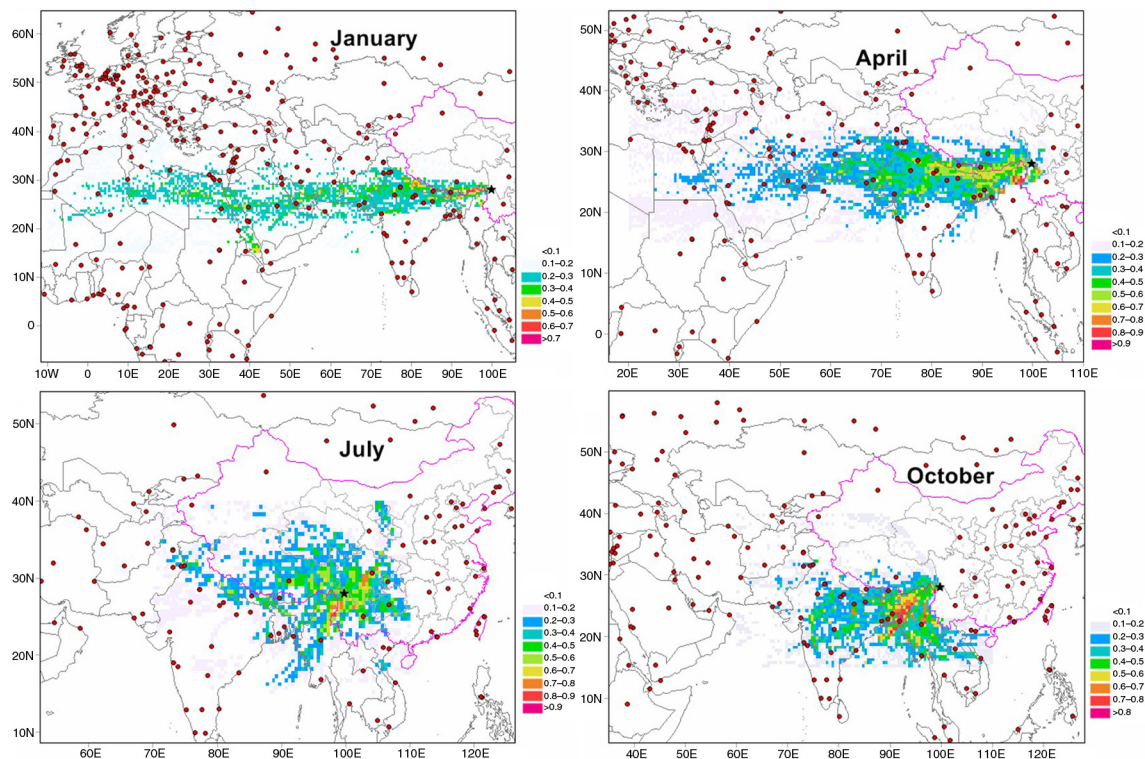 January
60N
50N
40N
30N
20N
10N
0
10W 0 10E 20E 30E 40E 50E 60E 70E 80E 90E 100E
<0.1
0.1–0.2
0.2–0.3
0.3–0.4
0.4–0.5
0.5–0.6
0.6–0.7
>0.7
April
50N
40N
30N
20N
10N
0
20E 30E 40E 50E 60E 70E 80E 90E 100E 110E
<0.1
0.1–0.2
0.2–0.3
0.3–0.4
0.4–0.5
0.5–0.6
0.6–0.7
0.7–0.8
0.8–0.9
>0.9
July
50N
40N
30N
20N
10N
60E 70E 80E 90E 100E 110E 120E
<0.1
0.1–0.2
0.2–0.3
0.3–0.4
0.4–0.5
0.5–0.6
0.6–0.7
0.7–0.8
0.8–0.9
>0.9
October
50N
40N
30N
20N
10N
40E 50E 60E 70E 80E 90E 100E 110E 120E
<0.1
0.1–0.2
0.2–0.3
0.3–0.4
0.4–0.5
0.5–0.6
0.6–0.7
0.7–0.8
>0.8